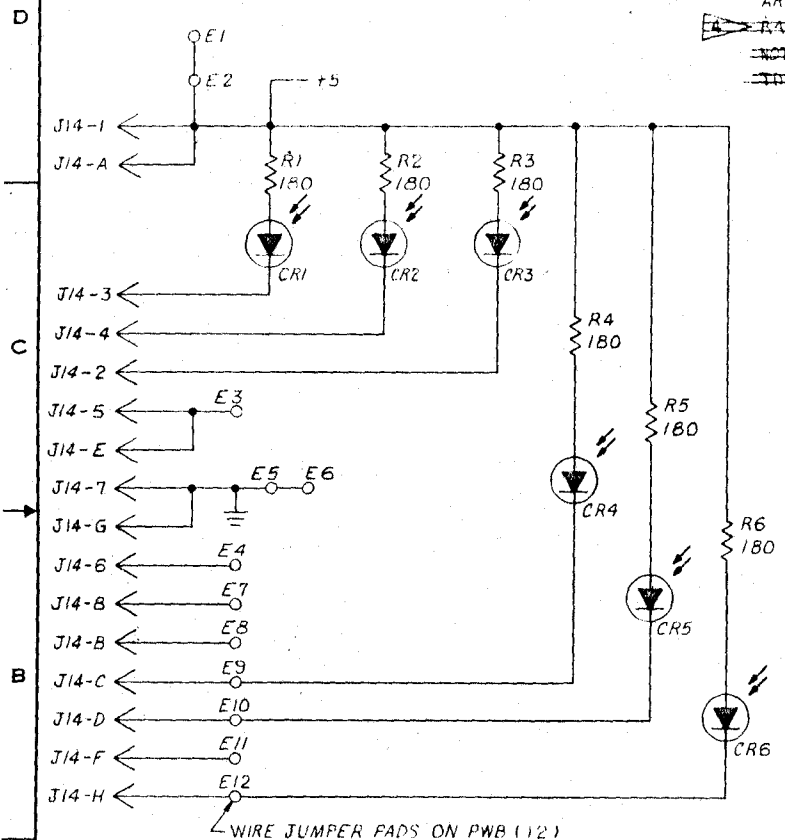 D
E1
E2
+5
4
J14-1
J14-A
R1
180
R2
180
R3
180
CR1
CR2
CR3
J14-3
J14-4
C
J14-2
R4
180
J14-5
E3
J14-E
R5
180
J14-7
E5
E6
CR4
J14-G
R6
180
J14-6
E4
J14-8
E7
CR5
J14-B
E8
B
J14-C
E9
J14-D
E10
CR6
J14-F
E11
J14-H
E12
WIRE JUMPER PADS ON PWB (12)